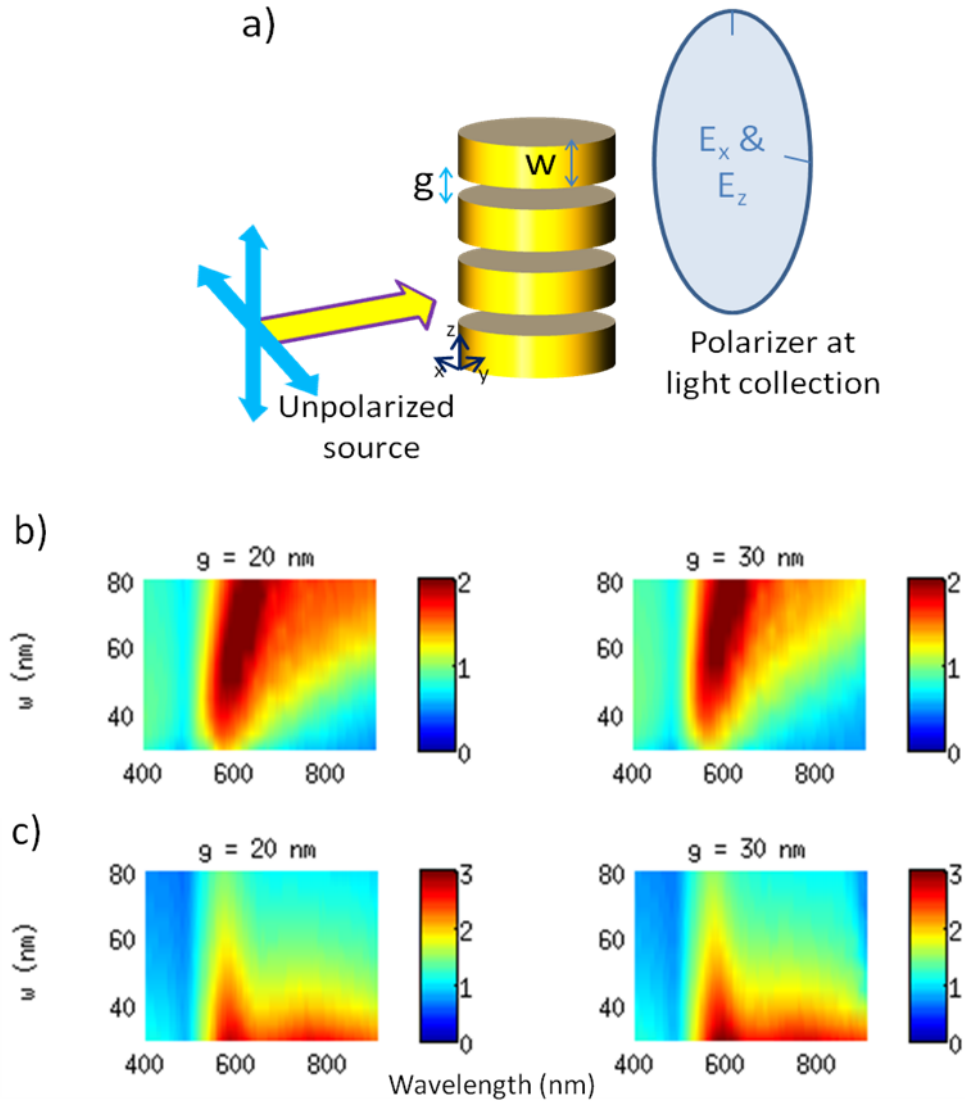 a)
E_x &
E_z
w
g
z
x
y
Polarizer at
light collection
Unpolarized
source
b)
g = 20 nm
g = 30 nm
w (nm)
80
60
40
400 600 800
2
1
0
80
60
40
400 600 800
2
1
0
c)
g = 20 nm
g = 30 nm
w (nm)
80
60
40
400 600 800
3
2
1
0
80
60
40
400 600 800
3
2
1
0
Wavelength (nm)